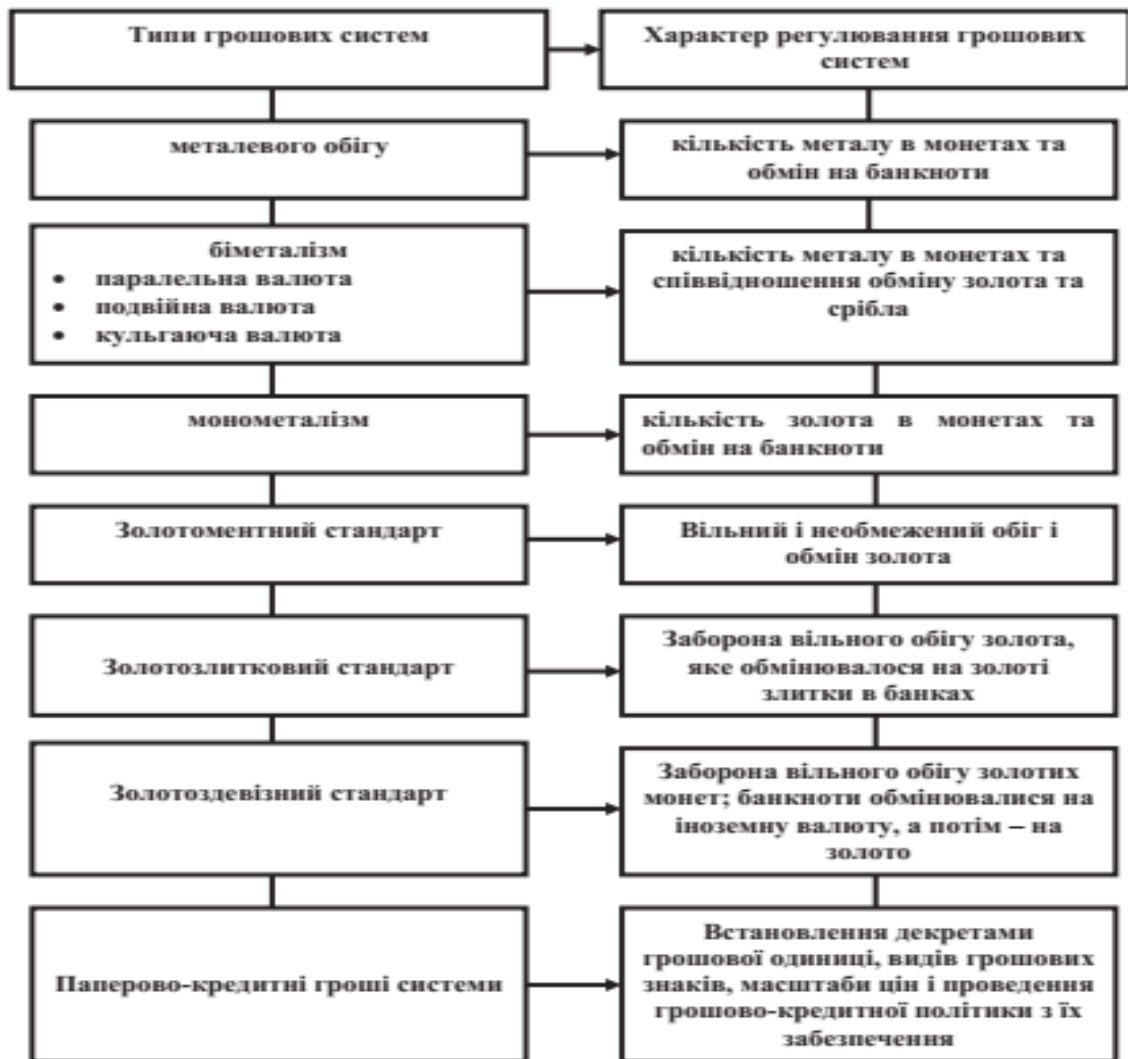 Типи грошових систем
Характер регулювання грошових
систем
металевого обігу
кількість металу в монетах та
обмін на банкноти
біметалізм
• паралельна валюта
• подвійна валюта
• кульгаюча валюта
кількість металу в монетах та
співвідношення обміну золота та
срібла
монометалізм
кількість золота в монетах та
обмін на банкноти
Золотоментний стандарт
Вільний і необмежений обіг і
обмін золота
Золотозлитковий стандарт
Заборона вільного обігу золота,
яке обмінювалося на золоті
злитки в банках
Золотоздевізний стандарт
Заборона вільного обігу золотих
монет; банкноти обмінювалися на
іноземну валюту, а потім – на
золото
Паперово-кредитні гроші системи
Встановлення декретами
грошової одиниці, видів грошових
знаків, масштаби цін і проведення
грошово-кредитної політики з їх
забезпечення